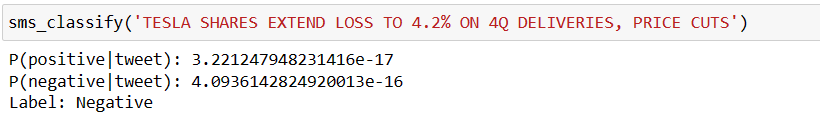 sms_classify('TESLA SHARES EXTEND LOSS TO 4.2% ON 4Q DELIVERIES, PRICE CUTS')
P(positive|tweet): 3.221247948231416e-17
P(negative|tweet): 4.0936142824920013e-16
Label: Negative